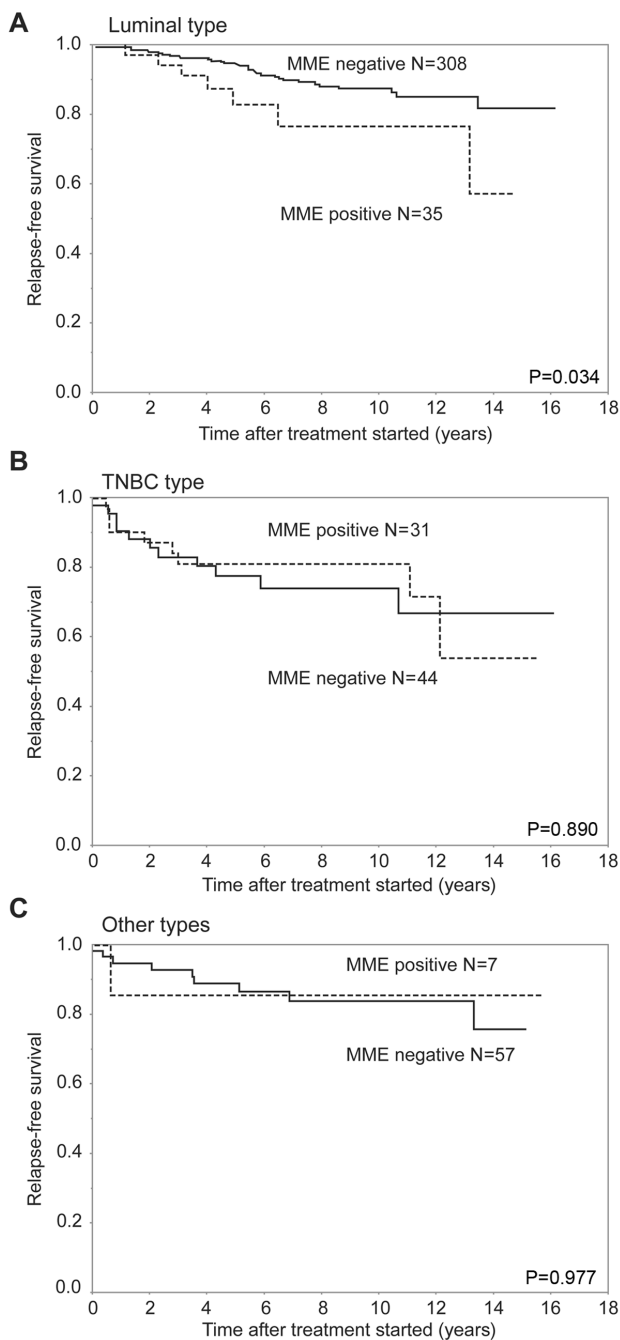 A
Luminal type
1.0
0.8
0.6
0.4
0.2
0.0
Relapse-free survival
MME negative N=308
MME positive N=35
P=0.034
0 2 4 6 8 10 12 14 16 18
Time after treatment started (years)
B
TNBC type
1.0
0.8
0.6
0.4
0.2
0.0
Relapse-free survival
MME positive N=31
MME negative N=44
P=0.890
0 2 4 6 8 10 12 14 16 18
Time after treatment started (years)
C
Other types
1.0
0.8
0.6
0.4
0.2
0.0
Relapse-free survival
MME positive N=7
MME negative N=57
P=0.977
0 2 4 6 8 10 12 14 16 18
Time after treatment started (years)